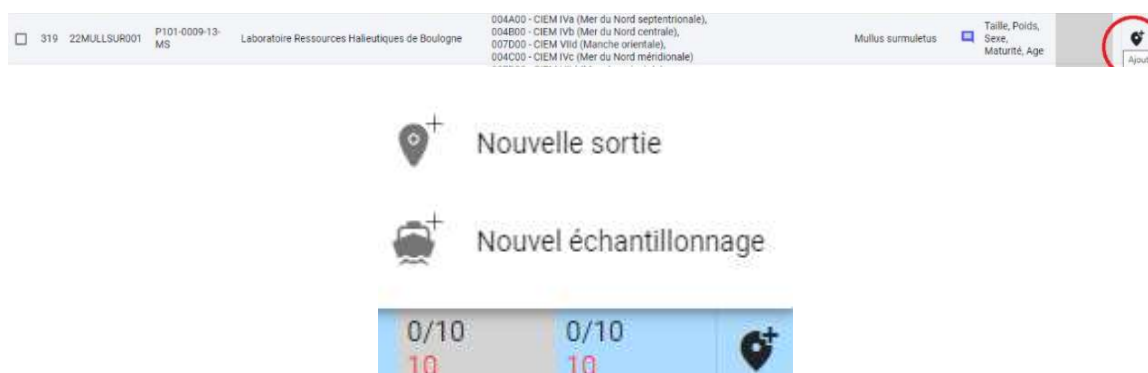 004A00 - CIEM IVa (Mer du Nord septentrionale),
004B00 - CIEM IVb (Mer du Nord centrale),
319 22MULLSUR001 P101-0009-13-MS Laboratoire Ressources Halieutiques de Boulogne 007D00 - CIEM VIId (Manche orientale), Mullus surmuletus Taille, Poids, Sexe, Maturité, Age
004C00 - CIEM IVc (Mer du Nord méridionale)
Ajout
Nouvelle sortie
Nouvel échantillonnage
0/10 0/10
10 10